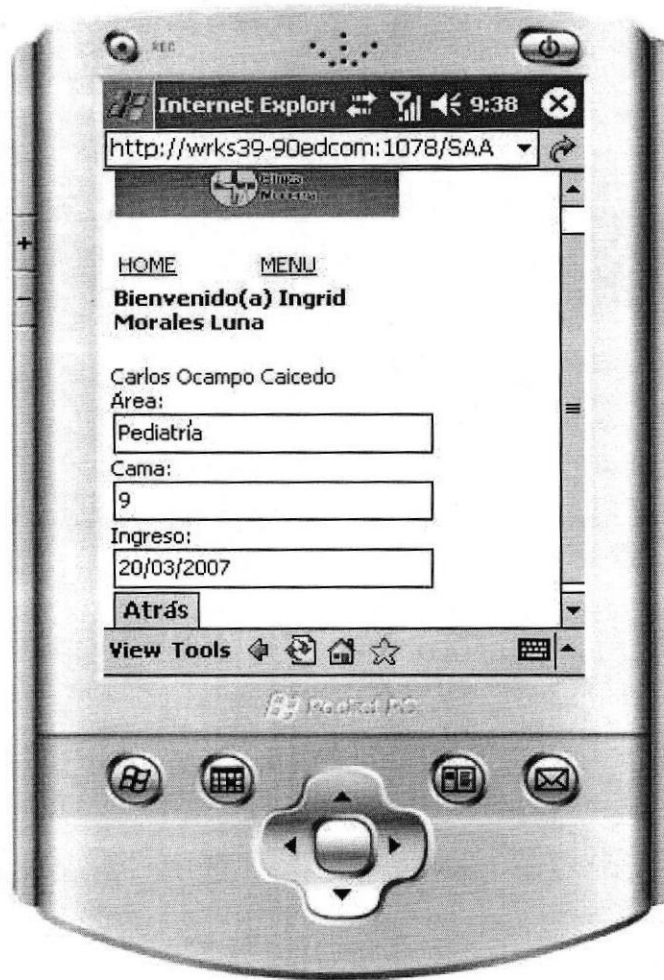 REC
Internet Explor
9:38
http://wrks39-90edcom:1078/SAA
Clínica
HOME MENU
Bienvenido(a) Ingrid
Morales Luna
Carlos Ocampo Caicedo
Área:
Pediatría
Cama:
9
Ingreso:
20/03/2007
Atrás
View Tools
Pocket PC